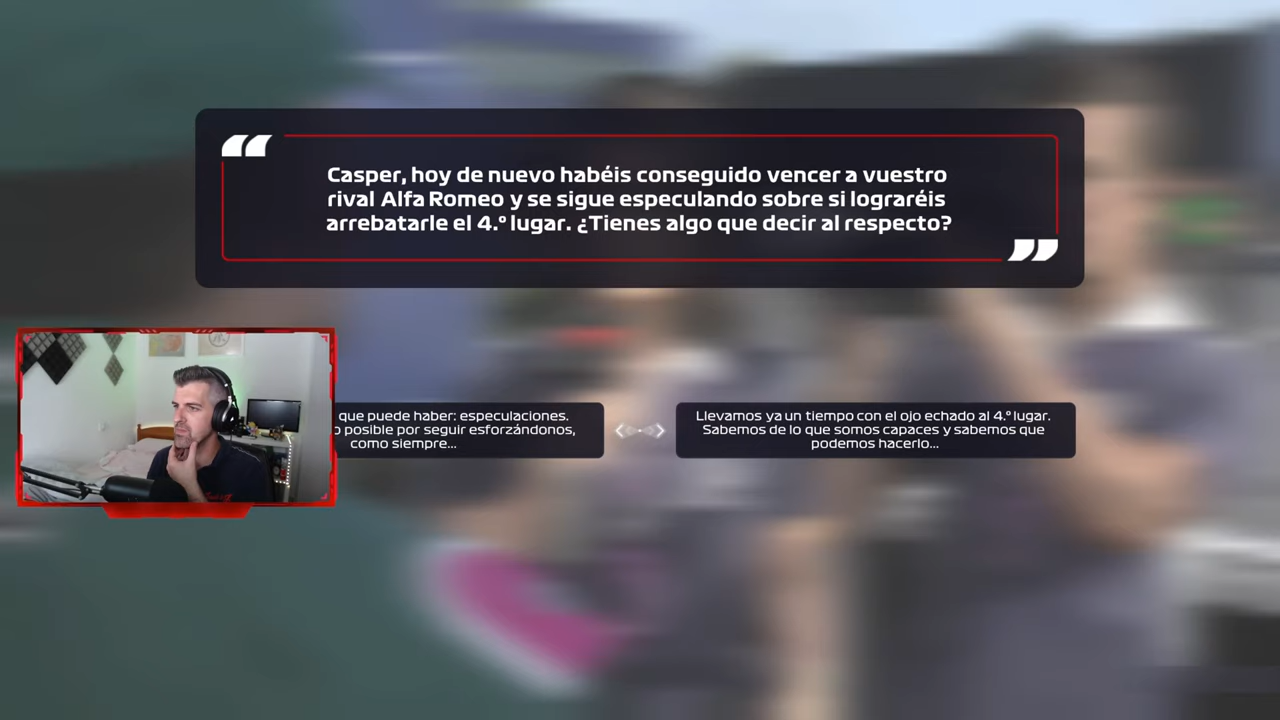 Casper, hoy de nuevo habéis conseguido vencer a vuestro
rival Alfa Romeo y se sigue especulando sobre si lograréis
arrebatarle el 4.º lugar. ¿Tienes algo que decir al respecto?
que puede haber: especulaciones.
posible por seguir esforzándonos,
como siempre...
Llevamos ya un tiempo con el ojo echado al 4.º lugar.
Sabemos de lo que somos capaces y sabemos que
podemos hacerlo...